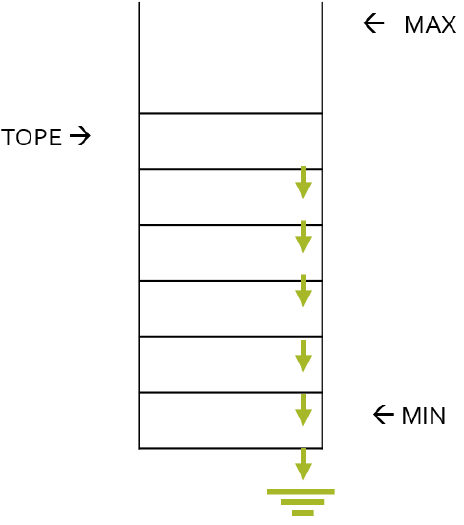 ← MAX
TOPE →
← MIN